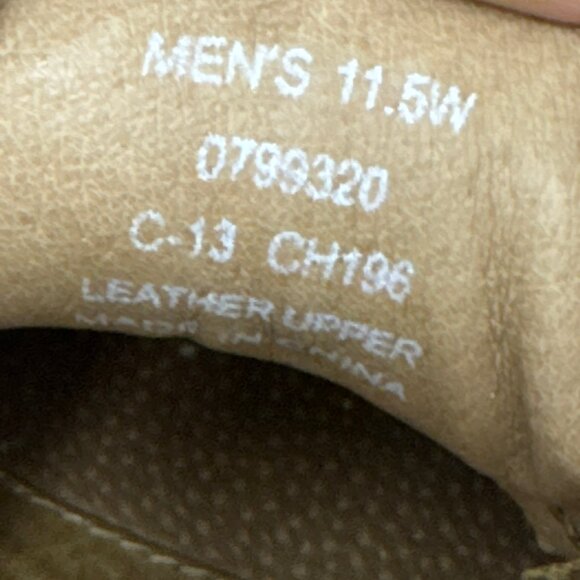 MEN'S 11.5W
0799320
C-13 CH196
LEATHER UPPER
MADE IN CHINA